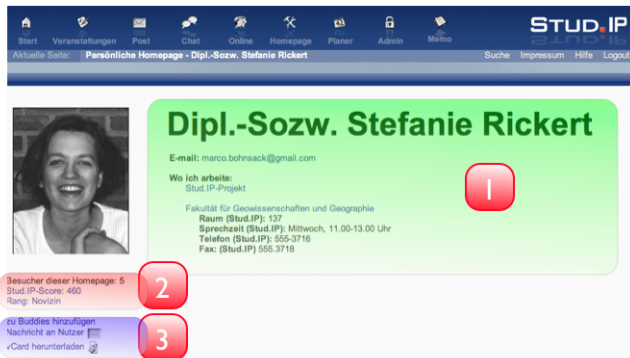 Start Veranstaltungen Post Chat Online Homepage Planer Admin Memo
Stud.IP
Aktuelle Seite: Persönliche Homepage - Dipl.-Sozw. Stefanie Rickert
Suche Impressum Hilfe Logout
Dipl.-Sozw. Stefanie Rickert
E-mail: marco.bohnsack@gmail.com
Wo ich arbeite:
Stud.IP-Projekt
Fakultät für Geowissenschaften und Geographie
Raum (Stud.IP): 137
Sprechzeit (Stud.IP): Mittwoch, 11.00-13.00 Uhr
Telefon (Stud.IP): 555-3716
Fax: (Stud.IP) 555.3718
1
Besucher dieser Homepage: 5
Stud.IP-Score: 460
Rang: Novizin
2
zu Buddies hinzufügen
Nachricht an Nutzer
vCard herunterladen
3